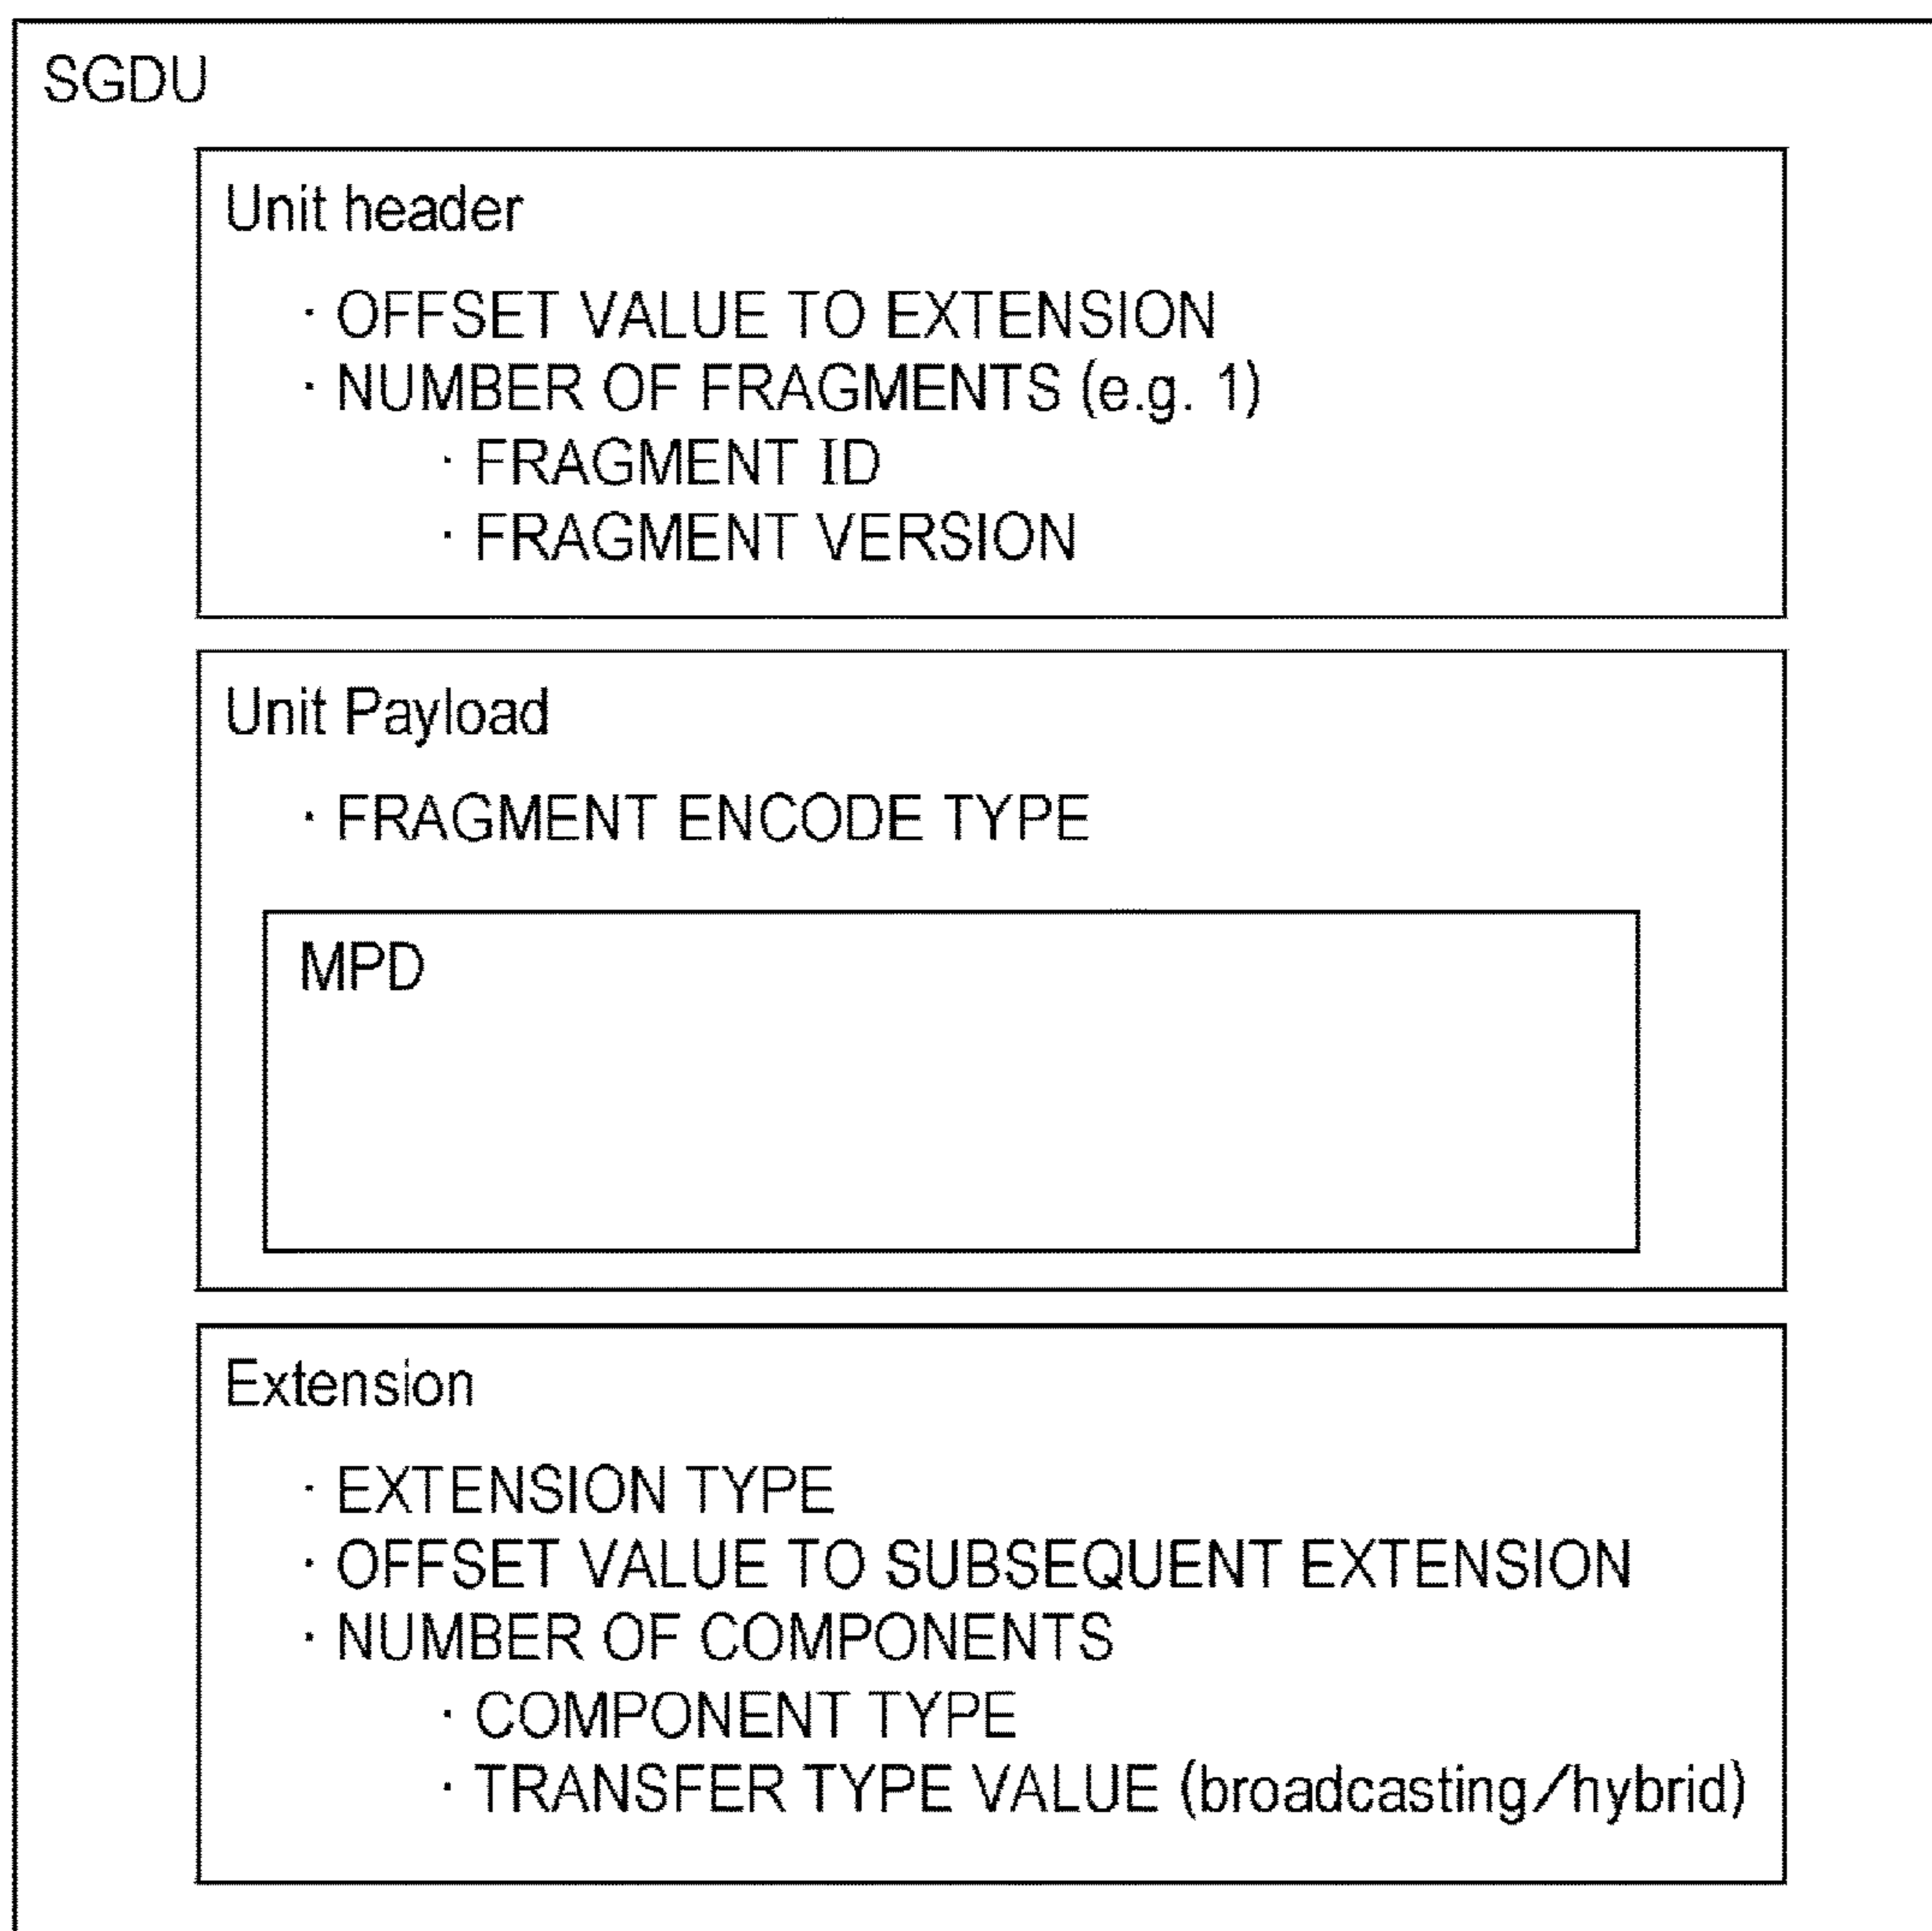 SGDU
Unit header
· OFFSET VALUE TO EXTENSION
· NUMBER OF FRAGMENTS (e.g. 1)
· FRAGMENT ID
· FRAGMENT VERSION
Unit Payload
· FRAGMENT ENCODE TYPE
MPD
Extension
· EXTENSION TYPE
· OFFSET VALUE TO SUBSEQUENT EXTENSION
· NUMBER OF COMPONENTS
· COMPONENT TYPE
· TRANSFER TYPE VALUE (broadcasting/hybrid)